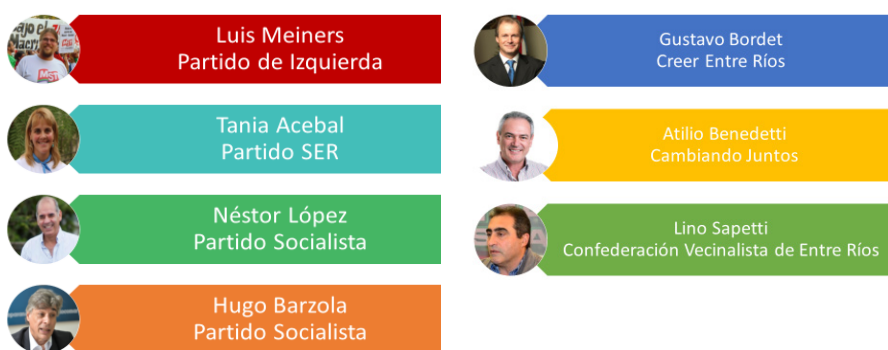 Luis Meiners
Partido de Izquierda
Tania Acebal
Partido SER
Néstor López
Partido Socialista
Hugo Barzola
Partido Socialista
Gustavo Bordet
Creer Entre Ríos
Atilio Benedetti
Cambiando Juntos
Lino Sapetti
Confederación Vecinalista de Entre Ríos